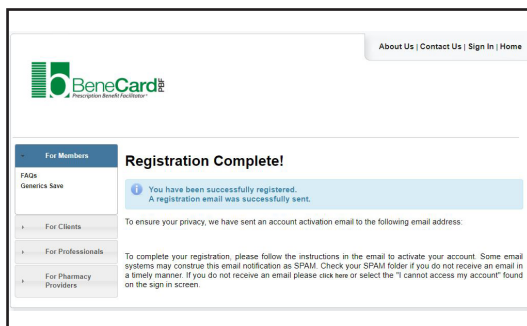 About Us | Contact Us | Sign In | Home
BeneCard PBF
Prescription Benefit Facilitator
For Members
FAQs
Generics Save
For Clients
For Professionals
For Pharmacy
Providers
Registration Complete!
You have been successfully registered.
A registration email was successfully sent.
To ensure your privacy, we have sent an account activation email to the following email address:
To complete your registration, please follow the instructions in the email to activate your account. Some email
systems may construe this email notification as SPAM. Check your SPAM folder if you do not receive an email in
a timely manner. If you do not receive an email please click here or select the "I cannot access my account" found
on the sign in screen.